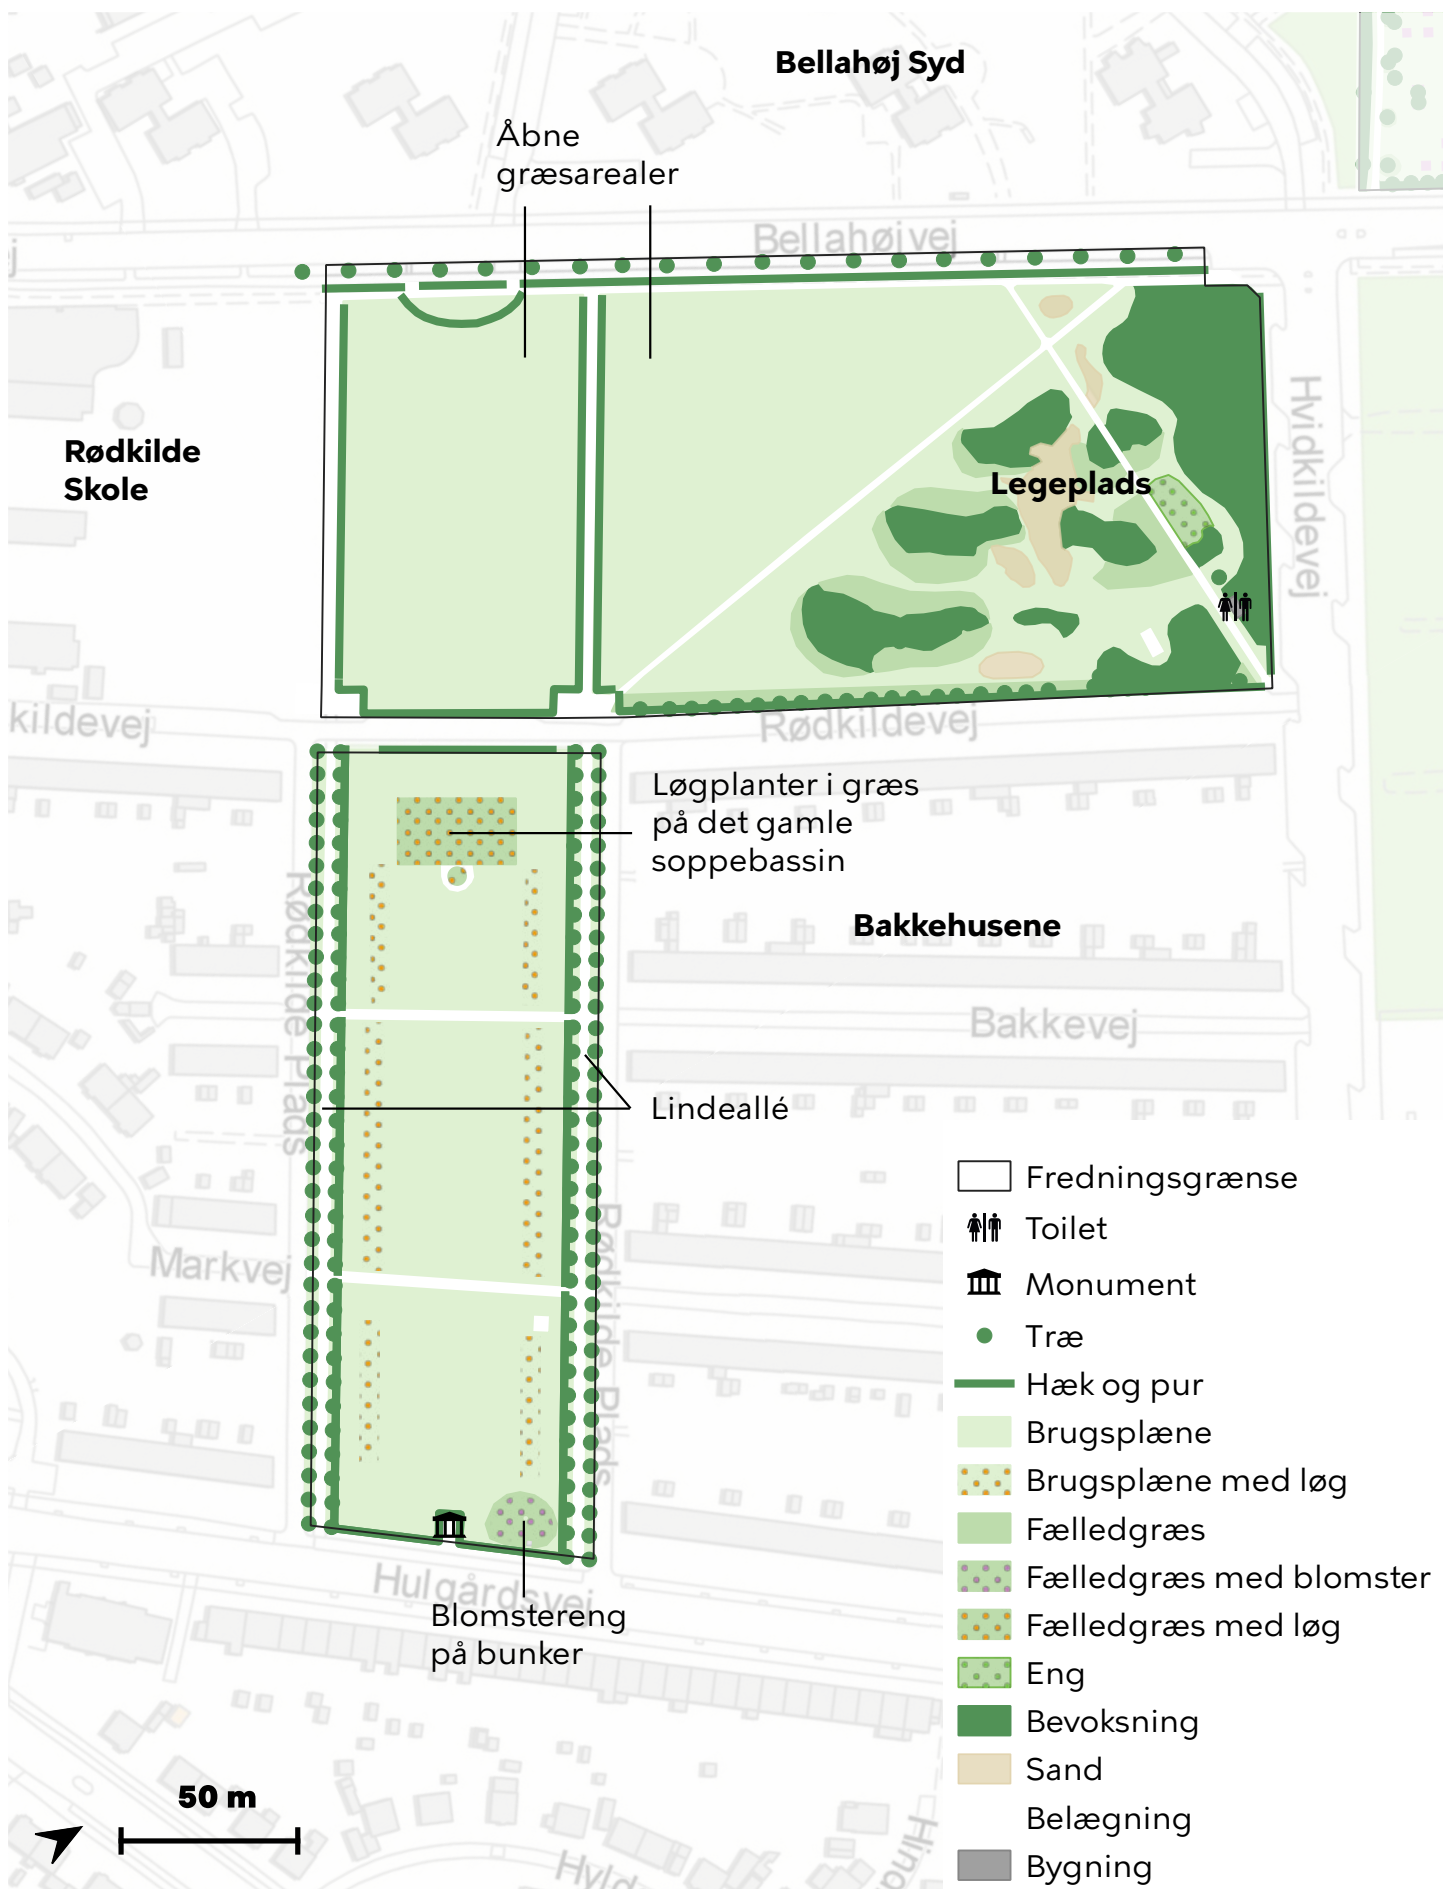 Bellahøj Syd
Åbne
græsarealer
Bellahøjvej
Rødkilde
Skole
Legeplads
Hvidkildevej
kildevej
Rødkildevej
Løgplanter i græs
på det gamle
soppebassin
Rødkilde Plads
Bakkehusene
Bakkevej
Lindeallé
Markvej
Rødkilde Plads
Hulgårdsvej
Blomstereng
på bunker
50 m
Hyld
Fredningsgrænse
Toilet
Monument
Træ
Hæk og pur
Brugsplæne
Brugsplæne med løg
Fælledgræs
Fælledgræs med blomster
Fælledgræs med løg
Eng
Bevoksning
Sand
Belægning
Bygning